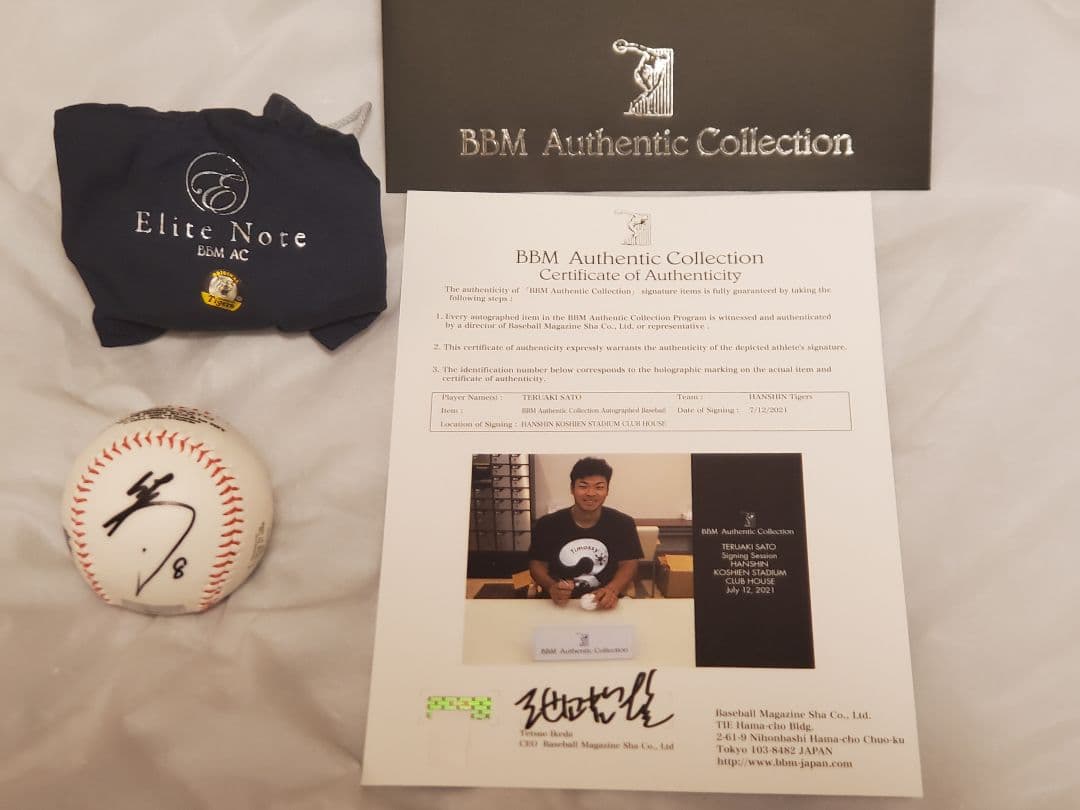 BBM Authentic Collection
Elite Note
BBM AC
Tigers
8
BBM Authentic Collection
Certificate of Authenticity
The authenticity of 「BBM Authentic Collection」 signature items is fully guaranteed by taking the
following steps :
1. Every autographed item in the BBM Authentic Collection Program is witnessed and authenticated
by a director of Baseball Magazine Sha Co., Ltd. or representative .
2. This certificate of authenticity expressly warrants the authenticity of the depicted athlete's signature.
3. The identification number below corresponds to the holographic marking on the actual item and
certificate of authenticity.
Player Name(s) : TERUAKI SATO Team : HANSHIN Tigers
Item : BBM Authentic Collection Autographed Baseball Date of Signing : 7/12/2021
Location of Signing : HANSHIN KOSHIEN STADIUM CLUB HOUSE
Timossy
BBM Authentic Collection
BBM Authentic Collection
TERUAKI SATO
Signing Session
HANSHIN
KOSHIEN STADIUM
CLUB HOUSE
July 12, 2021
Tetsuo Ikeda
CEO Baseball Magazine Sha Co., Ltd
Baseball Magazine Sha Co., Ltd.
TIE Hama-cho Bldg.
2-61-9 Nihonbashi Hama-cho Chuo-ku
Tokyo 103-8482 JAPAN
http://www.bbm-japan.com